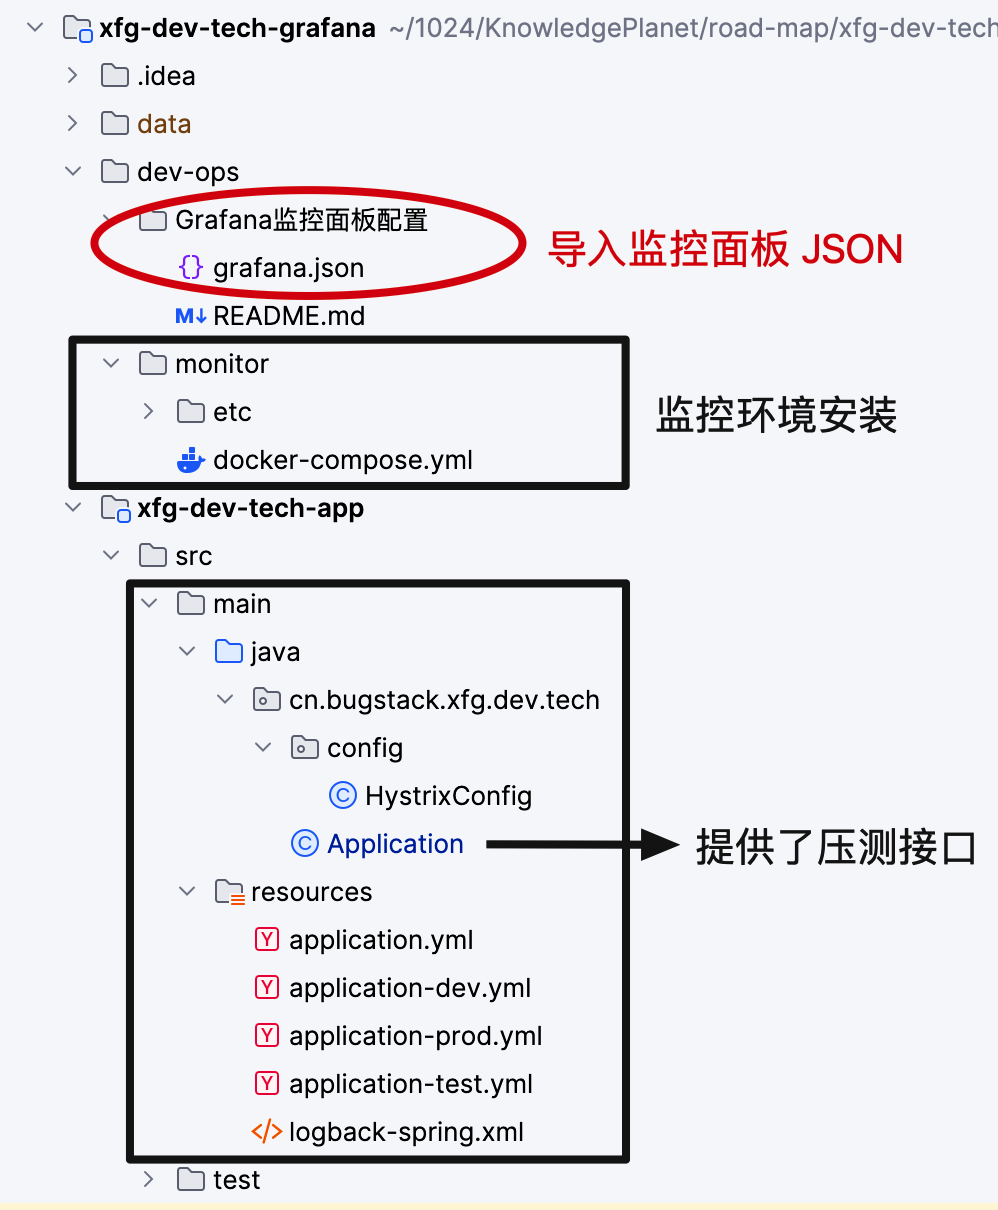 xfg-dev-tech-grafana ~/1024/KnowledgePlanet/road-map/xfg-dev-tech
.idea
data
dev-ops
Grafana监控面板配置
导入监控面板 JSON
{} grafana.json
M↓ README.md
monitor
监控环境安装
etc
docker-compose.yml
xfg-dev-tech-app
src
main
java
cn.bugstack.xfg.dev.tech
config
C HystrixConfig
C Application 提供了压测接口
resources
Y application.yml
Y application-dev.yml
Y application-prod.yml
Y application-test.yml
</> logback-spring.xml
test